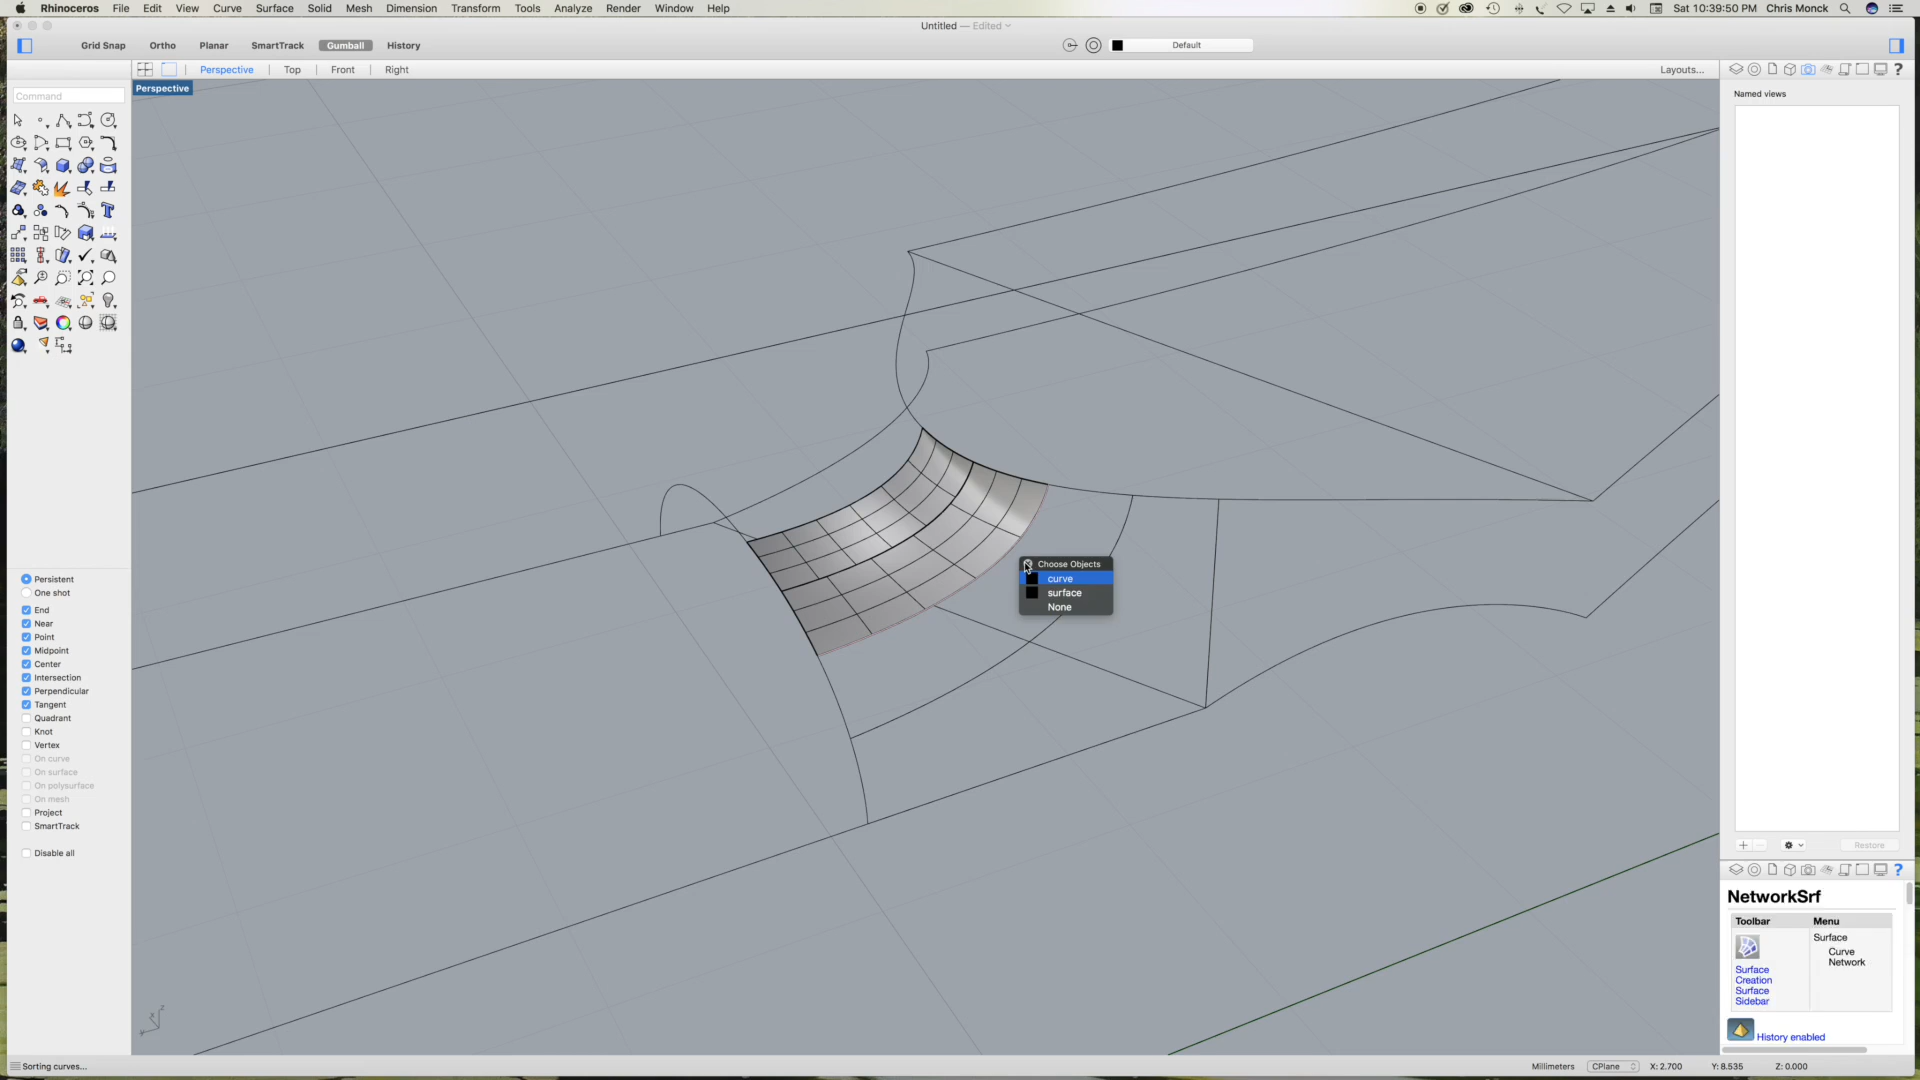 Rhinoceros File Edit View Curve Surface Solid Mesh Dimension Transform Tools Analyze Render Window Help
Sat 10:39:50 PM Chris Monck
Untitled — Edited
Grid Snap Ortho Planar SmartTrack Gumball History
Default
Perspective Top Front Right
Layouts...
Perspective
Command
Named views
Choose Objects
curve
surface
None
Persistent
One shot
End
Near
Point
Midpoint
Center
Intersection
Perpendicular
Tangent
Quadrant
Knot
Vertex
On curve
On surface
On polysurface
On mesh
Project
SmartTrack
Disable all
Restore
NetworkSrf
Toolbar Menu
Surface
Curve
Network
Surface
Creation
Surface
Sidebar
History enabled
Sorting curves...
Millimeters CPlane X: 2.700 Y: 8.535 Z: 0.000